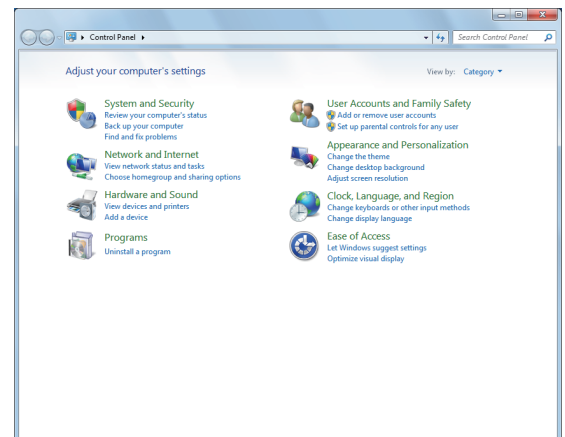 Control Panel
Search Control Panel
Adjust your computer's settings
View by: Category
System and Security
Review your computer's status
Back up your computer
Find and fix problems
Network and Internet
View network status and tasks
Choose homegroup and sharing options
Hardware and Sound
View devices and printers
Add a device
Programs
Uninstall a program
User Accounts and Family Safety
Add or remove user accounts
Set up parental controls for any user
Appearance and Personalization
Change the theme
Change desktop background
Adjust screen resolution
Clock, Language, and Region
Change keyboards or other input methods
Change display language
Ease of Access
Let Windows suggest settings
Optimize visual display